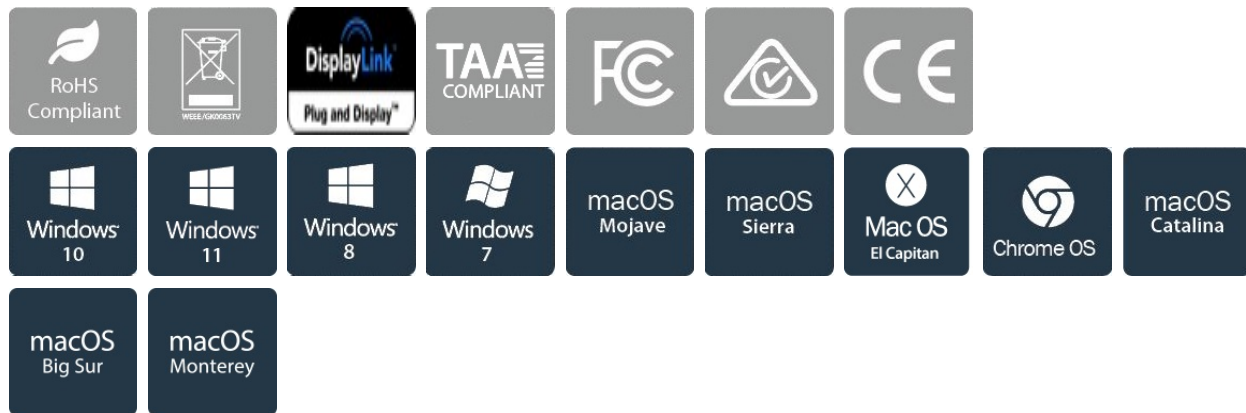 RoHS
Compliant
WEEE/GK0083TV
DisplayLink
Plug and Display™
TAA
COMPLIANT
FC
CE
Windows
10
Windows
11
Windows
8
Windows
7
macOS
Mojave
macOS
Sierra
X
Mac OS
El Capitan
Chrome OS
macOS
Catalina
macOS
Big Sur
macOS
Monterey